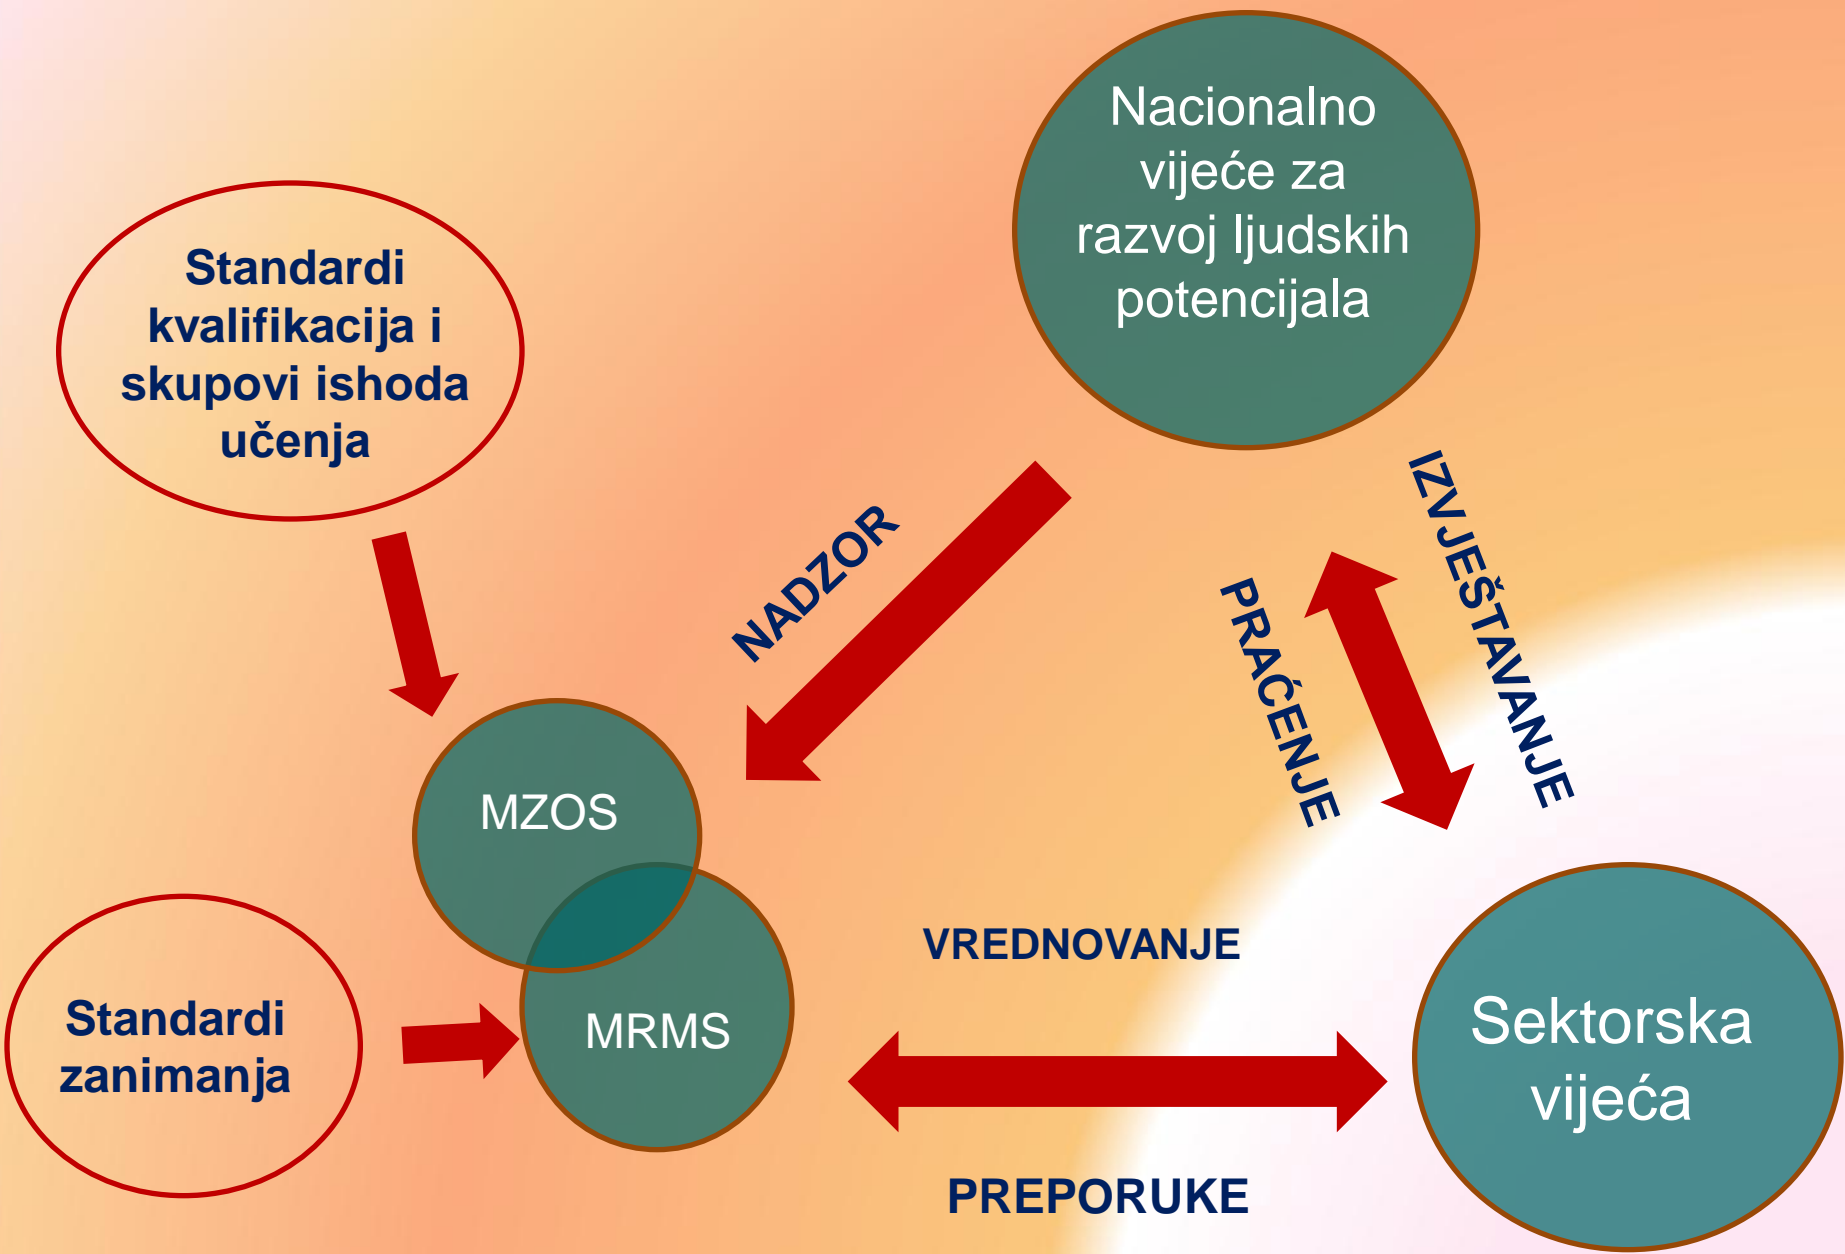 Nacionalno
vijeće za
razvoj ljudskih
potencijala
Standardi
kvalifikacija i
skupovi ishoda
učenja
NADZOR
PRAĆENJE
IZVJEŠTAVANJE
MZOS
MRMS
Standardi
zanimanja
VREDNOVANJE
PREPORUKE
Sektorska
vijeća